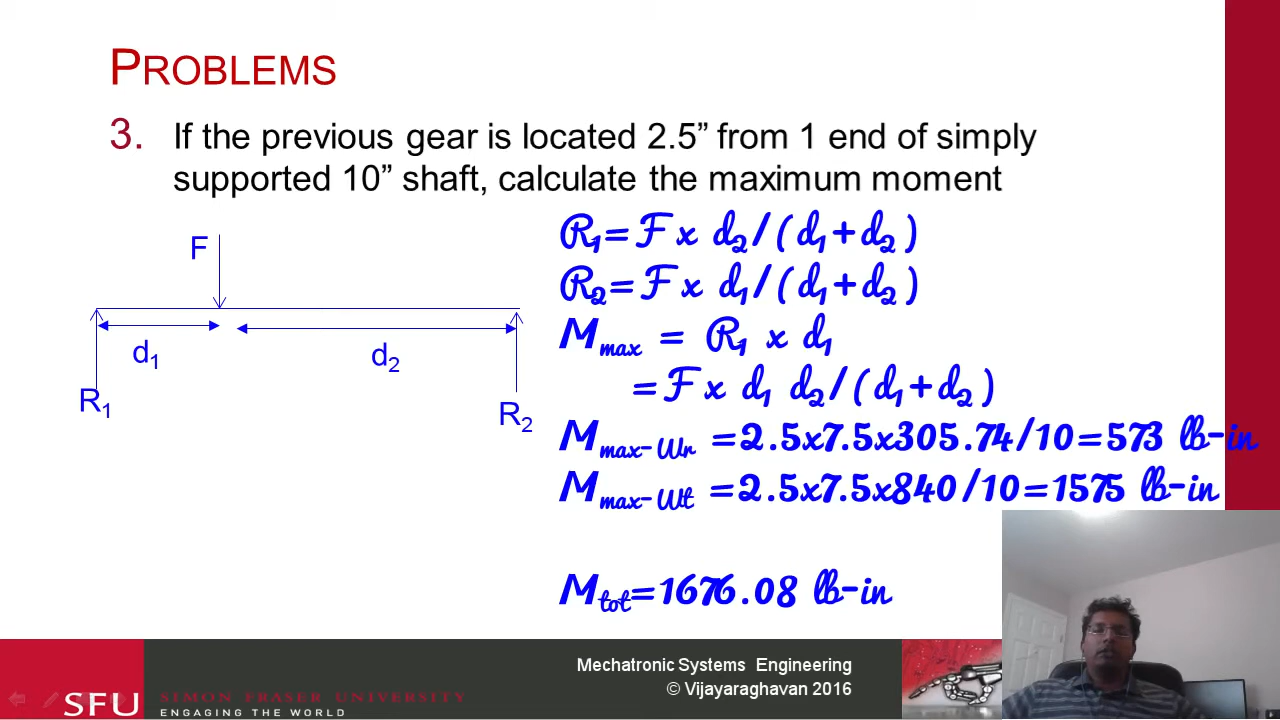 PROBLEMS
3. If the previous gear is located 2.5” from 1 end of simply
supported 10” shaft, calculate the maximum moment
F
d1
d2
R1
R2
R1=F x d2/(d1+d2)
R2=F x d1/(d1+d2)
Mmax = R1 x d1
=F x d1 d2/(d1+d2)
Mmax-Wr =2.5x7.5x305.74/10=573 lb-in
Mmax-Wt =2.5x7.5x840/10=1575 lb-in
Mtot=1676.08 lb-in
Mechatronic Systems Engineering
© Vijayaraghavan 2016
SFU
SIMON FRASER UNIVERSITY
ENGAGING THE WORLD